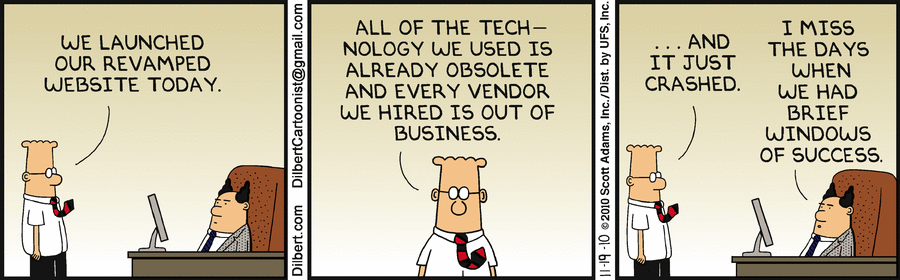 WE LAUNCHED
OUR REVAMPED
WEBSITE TODAY.
Dilbert.com DilbertCartoonist@gmail.com
ALL OF THE TECH—
NOLOGY WE USED IS
ALREADY OBSOLETE
AND EVERY VENDOR
WE HIRED IS OUT OF
BUSINESS.
11-19-10 © 2010 Scott Adams, Inc./Dist. by UFS, Inc.
...AND
IT JUST
CRASHED.
I MISS
THE DAYS
WHEN
WE HAD
BRIEF
WINDOWS
OF SUCCESS.